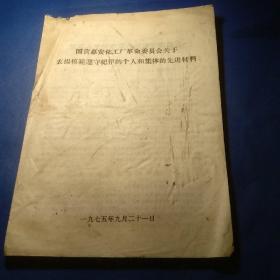 国营嘉安化工厂革命委员会关于
表扬模范遵守纪律的个人和集体的先进材料
一九七五年九月二十一日